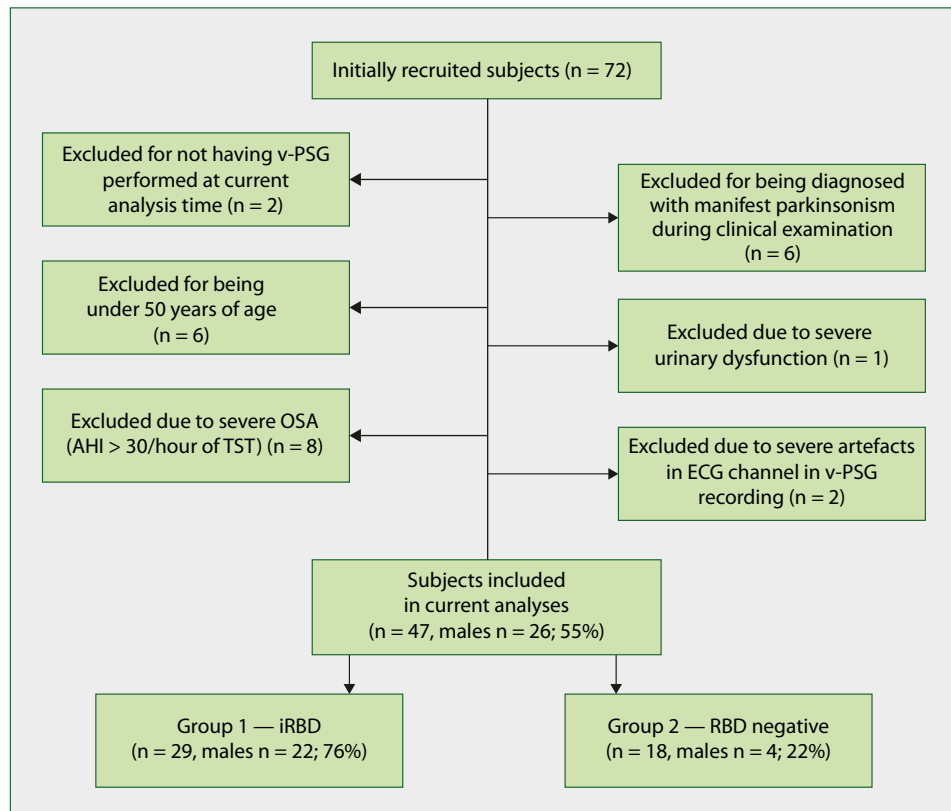 Initially recruited subjects (n = 72)
Excluded for not having v-PSG
performed at current
analysis time (n = 2)
Excluded for being diagnosed
with manifest parkinsonism
during clinical examination
(n = 6)
Excluded for being
under 50 years of age
(n = 6)
Excluded due to severe
urinary dysfunction (n = 1)
Excluded due to severe OSA
(AHI > 30/hour of TST) (n = 8)
Excluded due to severe artefacts
in ECG channel in v-PSG
recording (n = 2)
Subjects included
in current analyses
(n = 47, males n = 26; 55%)
Group 1 — iRBD
(n = 29, males n = 22; 76%)
Group 2 — RBD negative
(n = 18, males n = 4; 22%)